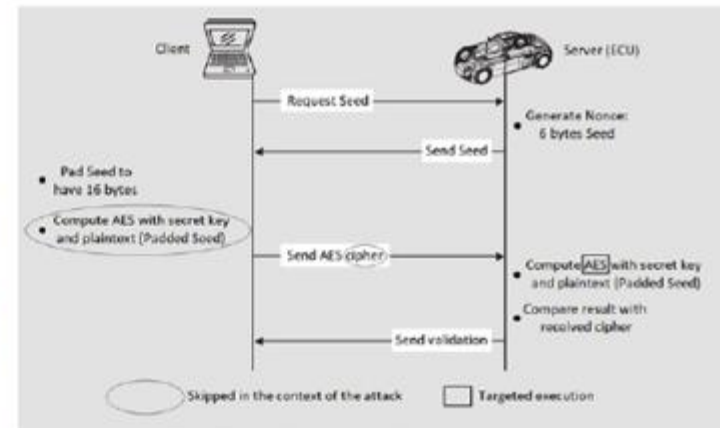 Client
Server (ECU)
Request Seed
Generate Nonce:
6 bytes Seed
Send Seed
Pad Seed to
have 16 bytes
Compute AES with secret key
and plaintext (Padded Seed)
Send AES cipher
Compute AES with secret key
and plaintext (Padded Seed)
Compare result with
received cipher
Send validation
Skipped in the context of the attack
Targeted execution